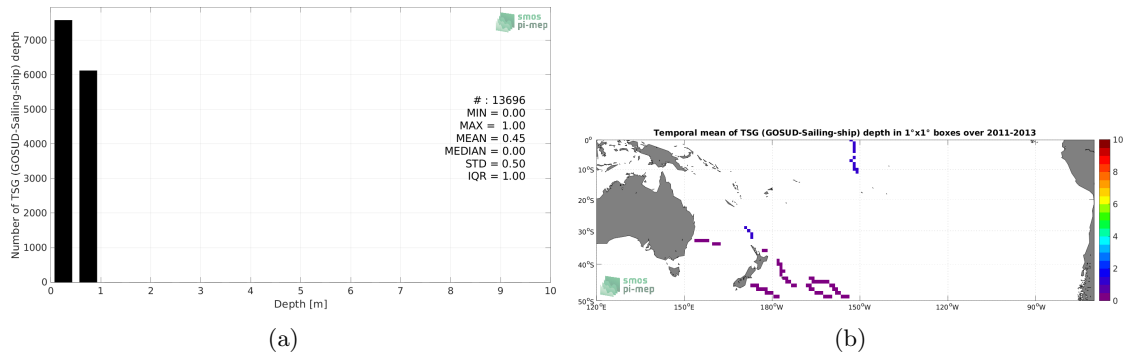 smos
pi-mep
Number of TSG (GOSUD-Sailing-ship) depth
7000
6000
5000
4000
3000
2000
1000
0
# : 13696
MIN = 0.00
MAX = 1.00
MEAN = 0.45
MEDIAN = 0.00
STD = 0.50
IQR = 1.00
0 1 2 3 4 5 6 7 8 9 10
Depth [m]
(a)
Temporal mean of TSG (GOSUD-Sailing-ship) depth in 1°x1° boxes over 2011-2013
0°
10°S
20°S
30°S
40°S
50°S
120°E 150°E 180°W 150°W 120°W 90°W
smos
pi-mep
10
8
6
4
2
0
(b)